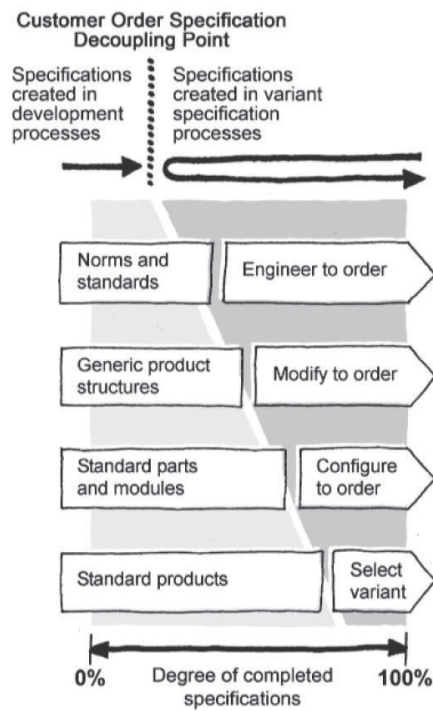 Customer Order Specification
Decoupling Point
Specifications
created in
development
processes
Specifications
created in variant
specification
processes
Norms and
standards
Engineer to order
Generic product
structures
Modify to order
Standard parts
and modules
Configure
to order
Standard products
Select
variant
0%
Degree of completed
specifications
100%